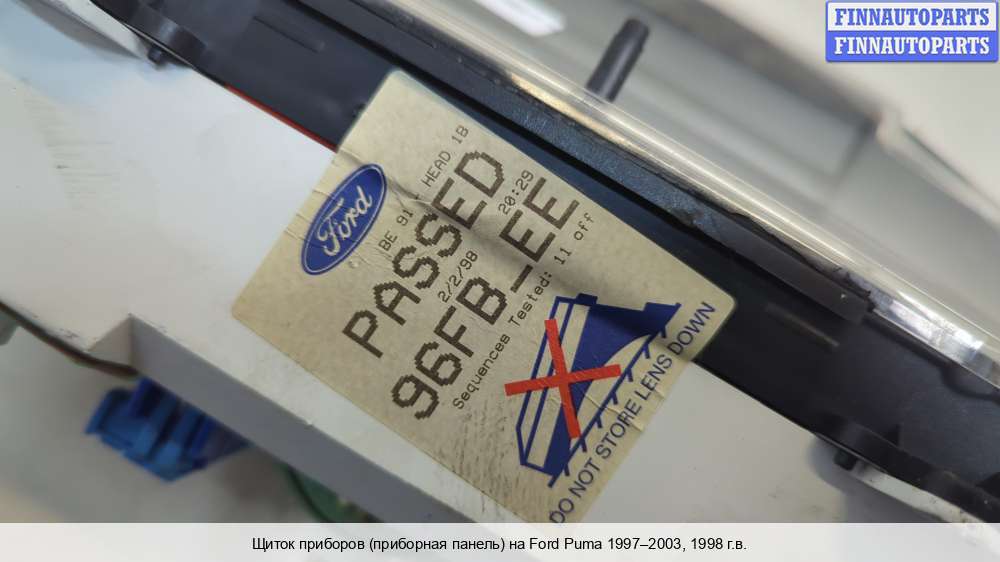 FINNAUTOPARTS
FINNAUTOPARTS
Ford
BE 91 HEAD 1B
PASSED
2/2/98 20:29
96FB-EE
Sequences Tested: 11 off
DO NOT STORE LENS DOWN
Щиток приборов (приборная панель) на Ford Puma 1997–2003, 1998 г.в.